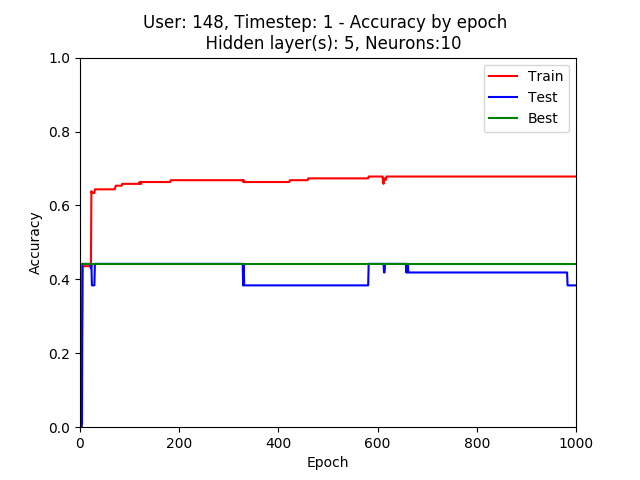 User: 148, Timestep: 1 - Accuracy by epoch
Hidden layer(s): 5, Neurons:10
Train
Test
Best
1.0
0.8
0.6
0.4
0.2
0.0
Accuracy
0
200
400
600
800
1000
Epoch